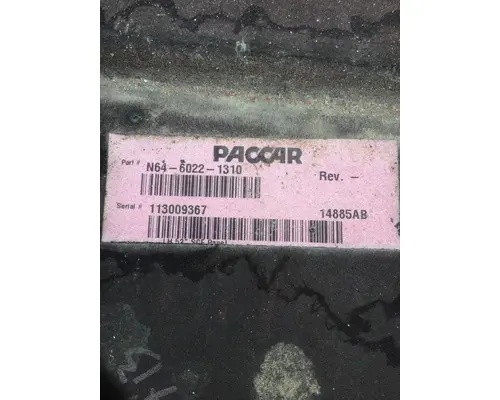 PACCAR
Part # N64-6022-1310 Rev. -
Serial # 113009367 14885AB